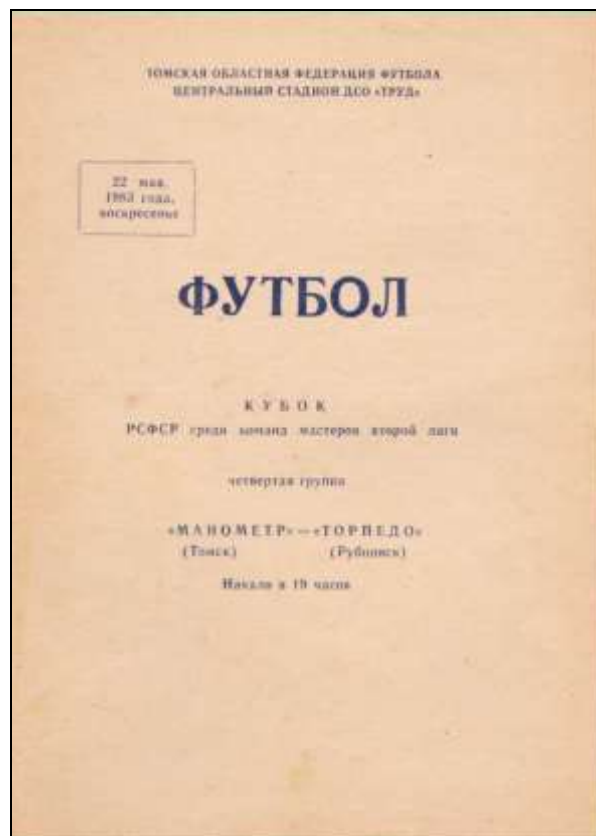 ТОМСКАЯ ОБЛАСТНАЯ ФЕДЕРАЦИЯ ФУТБОЛА
ЦЕНТРАЛЬНЫЙ СТАДИОН ДСО «ТРУД»
22 мая
1983 года,
воскресенье
ФУТБОЛ
КУБОК
РСФСР среди команд мастеров второй лиги
четвертая группа
«МАНОМЕТР» — «ТОРПЕДО»
(Томск) (Рубцовск)
Начало в 19 часов